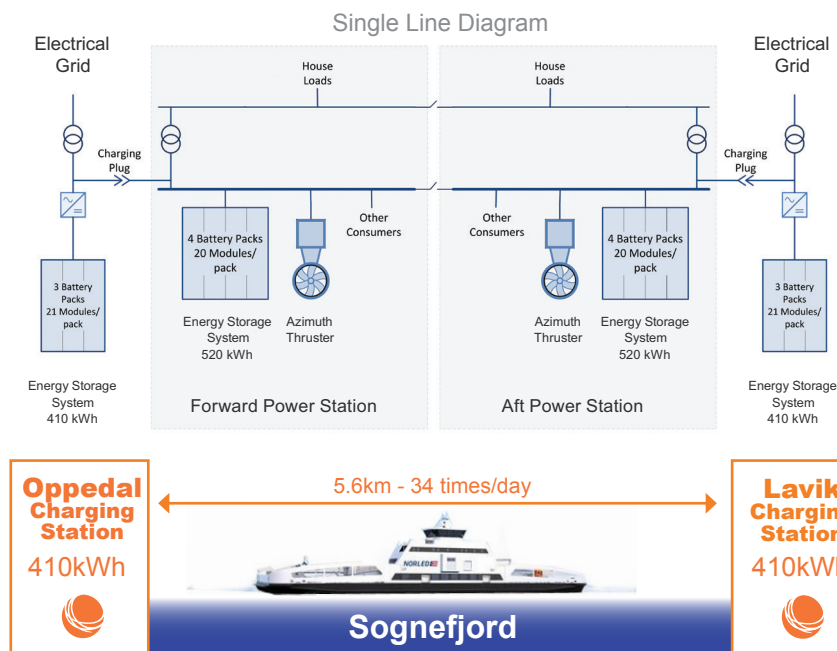 Single Line Diagram
Electrical
Grid
House
Loads
House
Loads
Electrical
Grid
Charging
Plug
Charging
Plug
4 Battery Packs
20 Modules/
pack
Other
Consumers
Other
Consumers
4 Battery Packs
20 Modules/
pack
3 Battery
Packs
21 Modules/
pack
3 Battery
Packs
21 Modules/
pack
Energy Storage
System
520 kWh
Azimuth
Thruster
Azimuth
Thruster
Energy Storage
System
520 kWh
Energy Storage
System
410 kWh
Forward Power Station
Aft Power Station
Energy Storage
System
410 kWh
Oppedal
Charging
Station
410kWh
5.6km - 34 times/day
NORLED
Sognefjord
Lavik
Charging
Station
410kWh